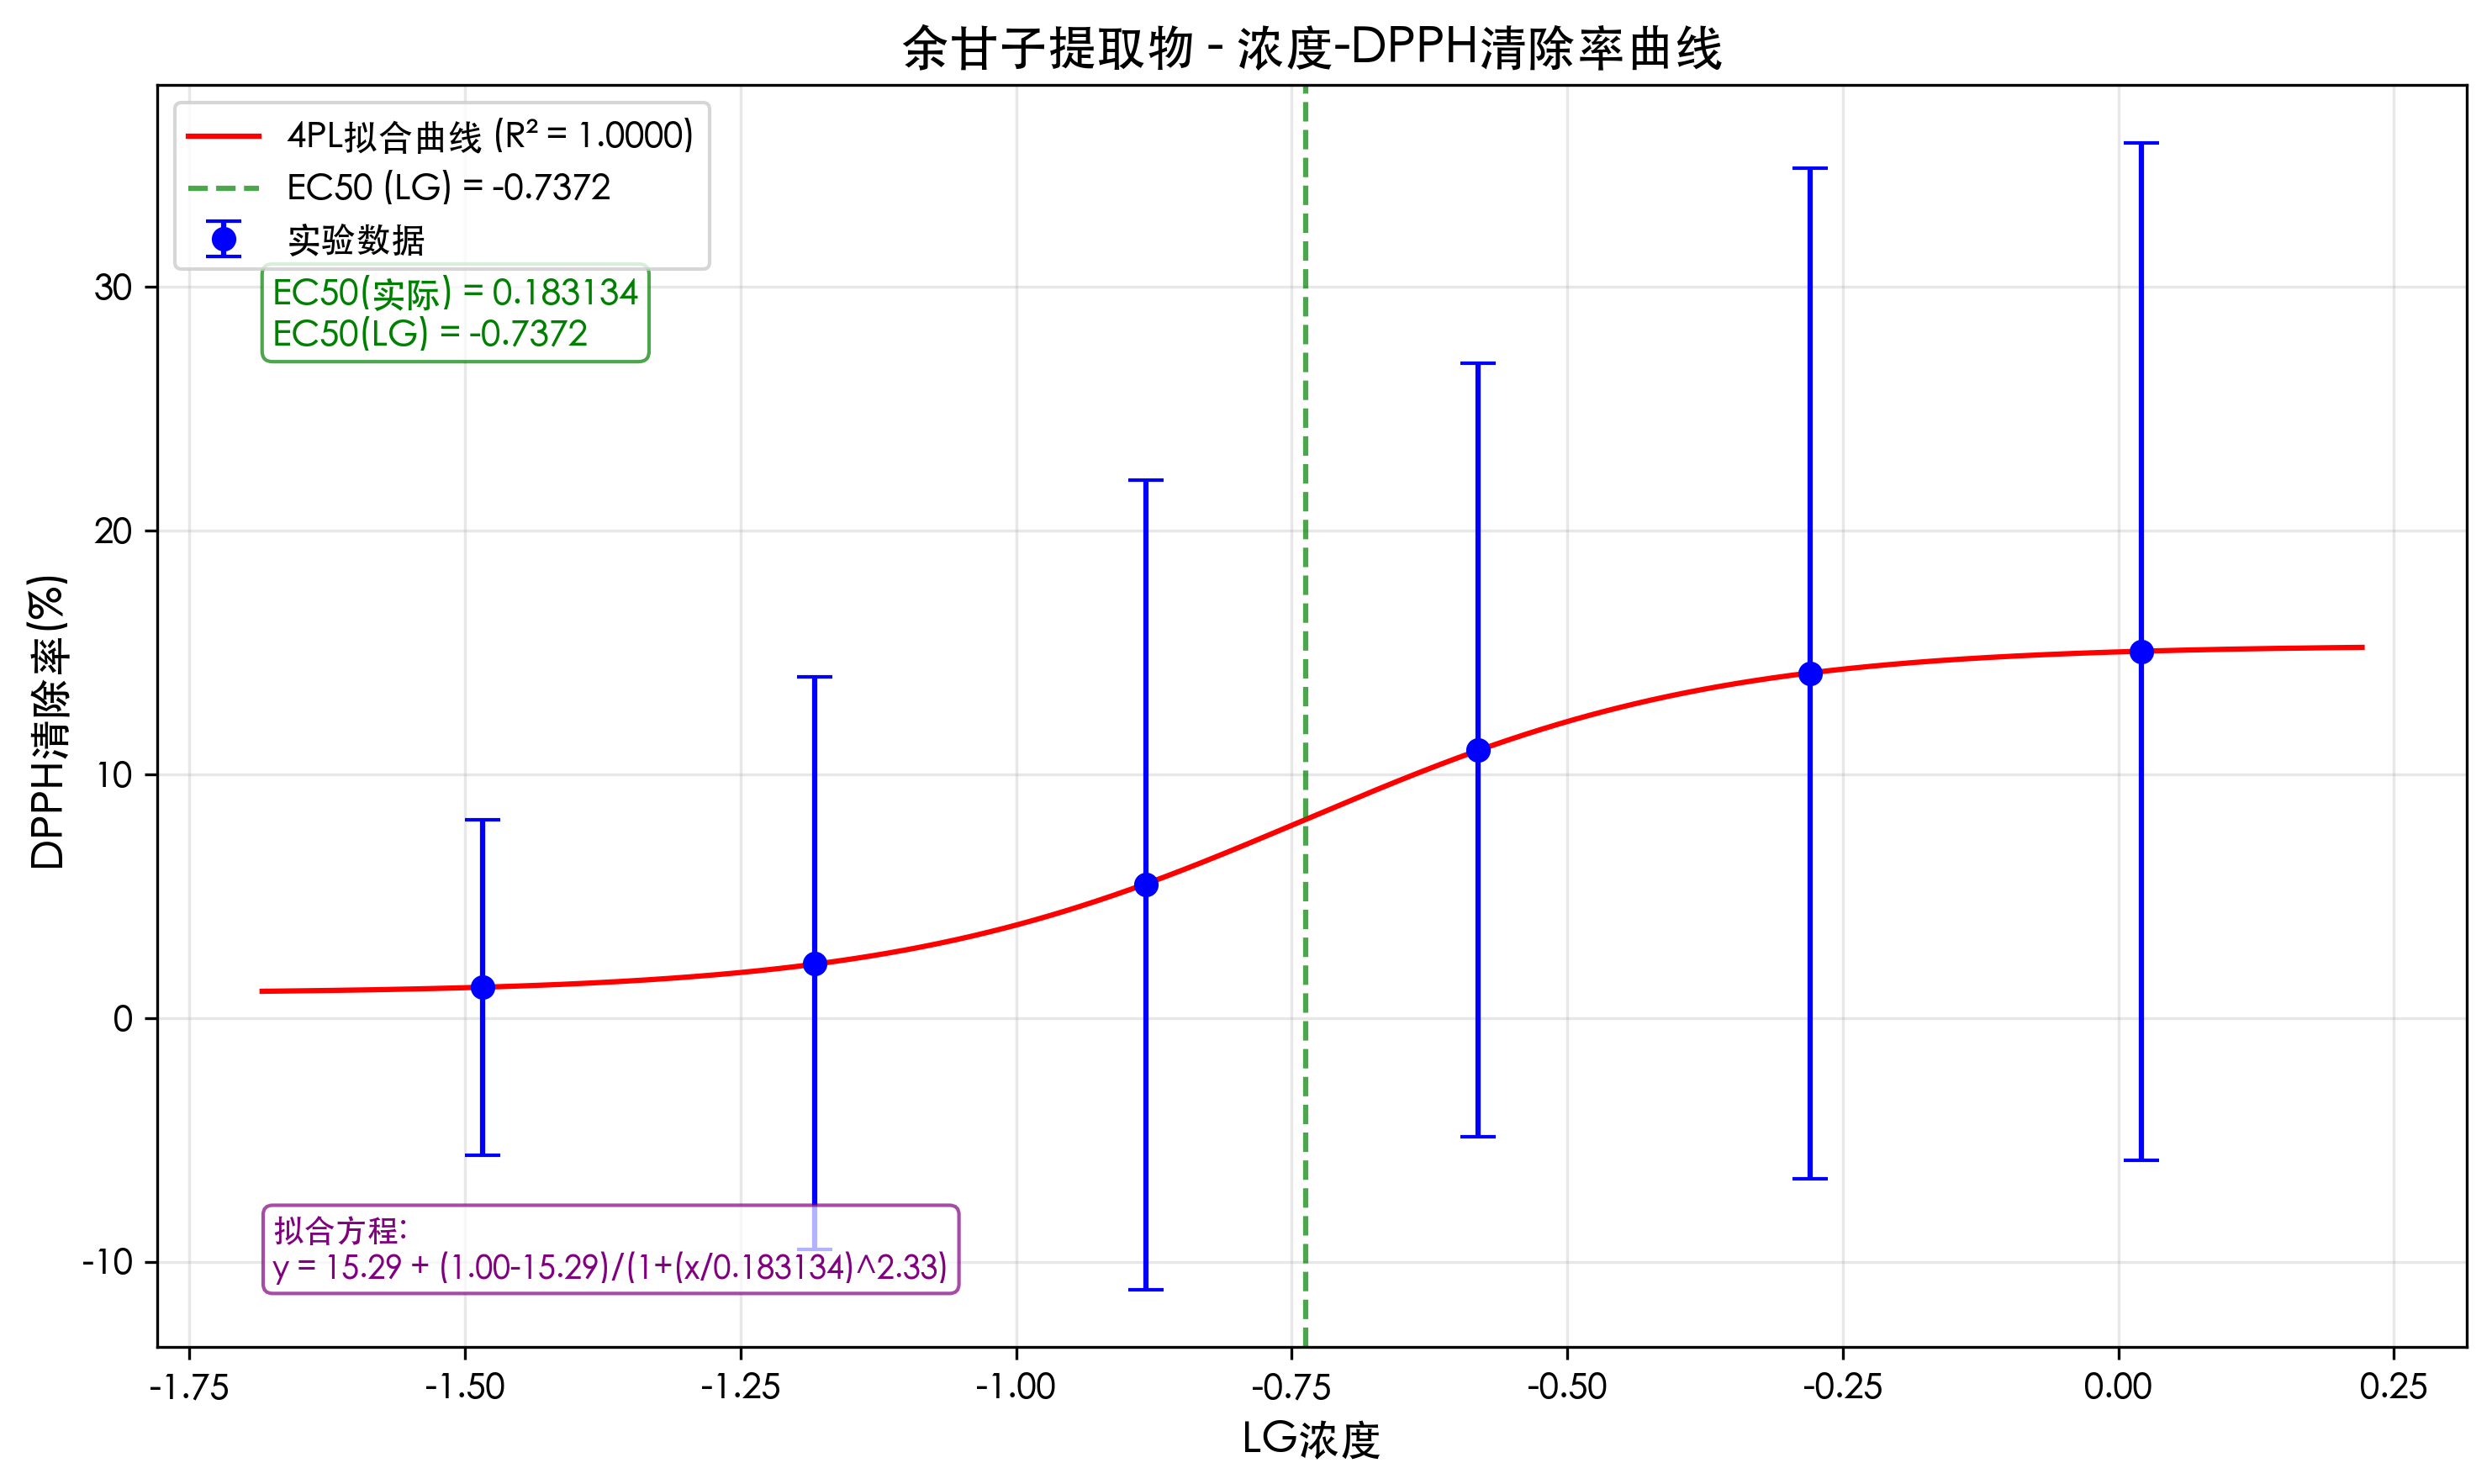 余甘子提取物 - 浓度-DPPH清除率曲线
4PL拟合曲线 (R² = 1.0000)
EC50 (LG) = -0.7372
实验数据
EC50(实际) = 0.183134
EC50(LG) = -0.7372
30
20
10
0
-10
DPPH清除率(%)
拟合方程:
y = 15.29 + (1.00-15.29)/(1+(x/0.183134)^2.33)
-1.75 -1.50 -1.25 -1.00 -0.75 -0.50 -0.25 0.00 0.25
LG浓度